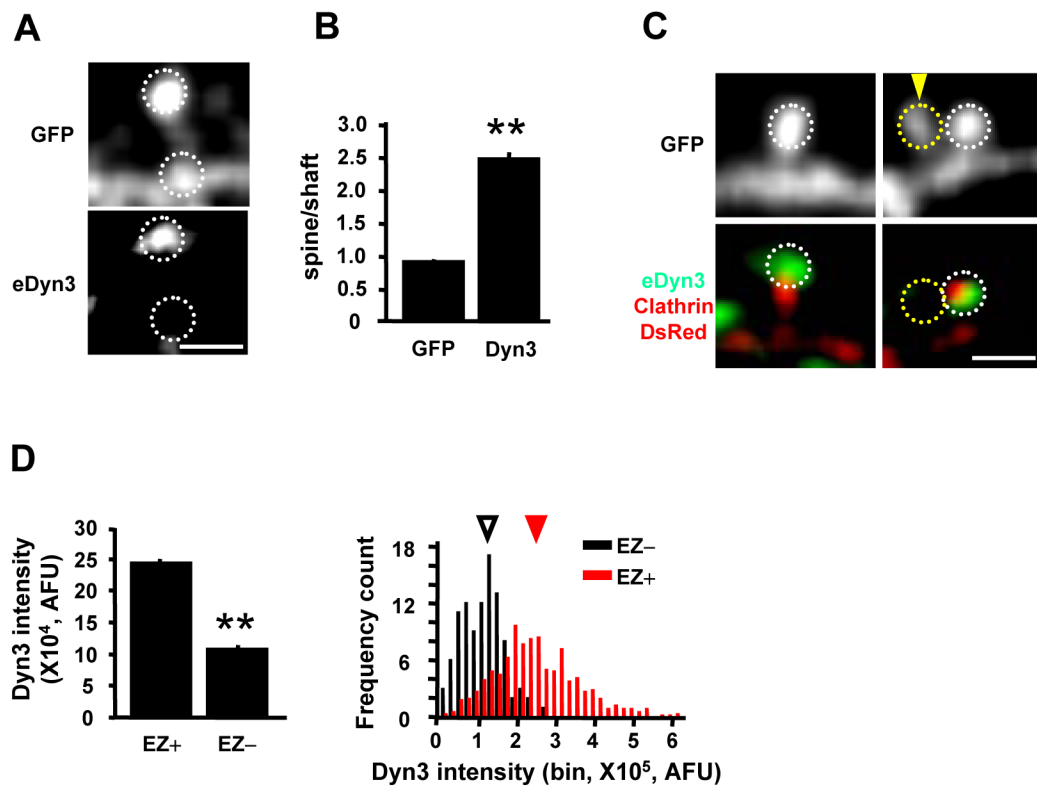 A
GFP
eDyn3
B
3.0
2.5
2.0
1.5
1.0
0.5
0
spine/shaft
**
GFP Dyn3
C
GFP
eDyn3
Clathrin
DsRed
D
30
25
20
15
10
5
0
Dyn3 intensity
(X10⁴, AFU)
**
EZ+ EZ−
18
12
6
0
Frequency count
EZ−
EZ+
0 1 2 3 4 5 6
Dyn3 intensity (bin, X10⁵, AFU)